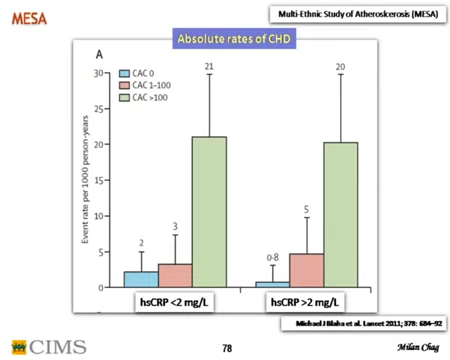 MESA
Multi-Ethnic Study of Atheroslcerosis (MESA)
Absolute rates of CHD
A
30
25
20
15
10
5
0
Event rate per 1000 person-years
CAC 0
CAC 1–100
CAC >100
2
3
21
0·8
5
20
hsCRP <2 mg/L
hsCRP >2 mg/L
Michael J Blaha et al. Lancet 2011; 378: 684–92
CIMS
78
Milan Chag